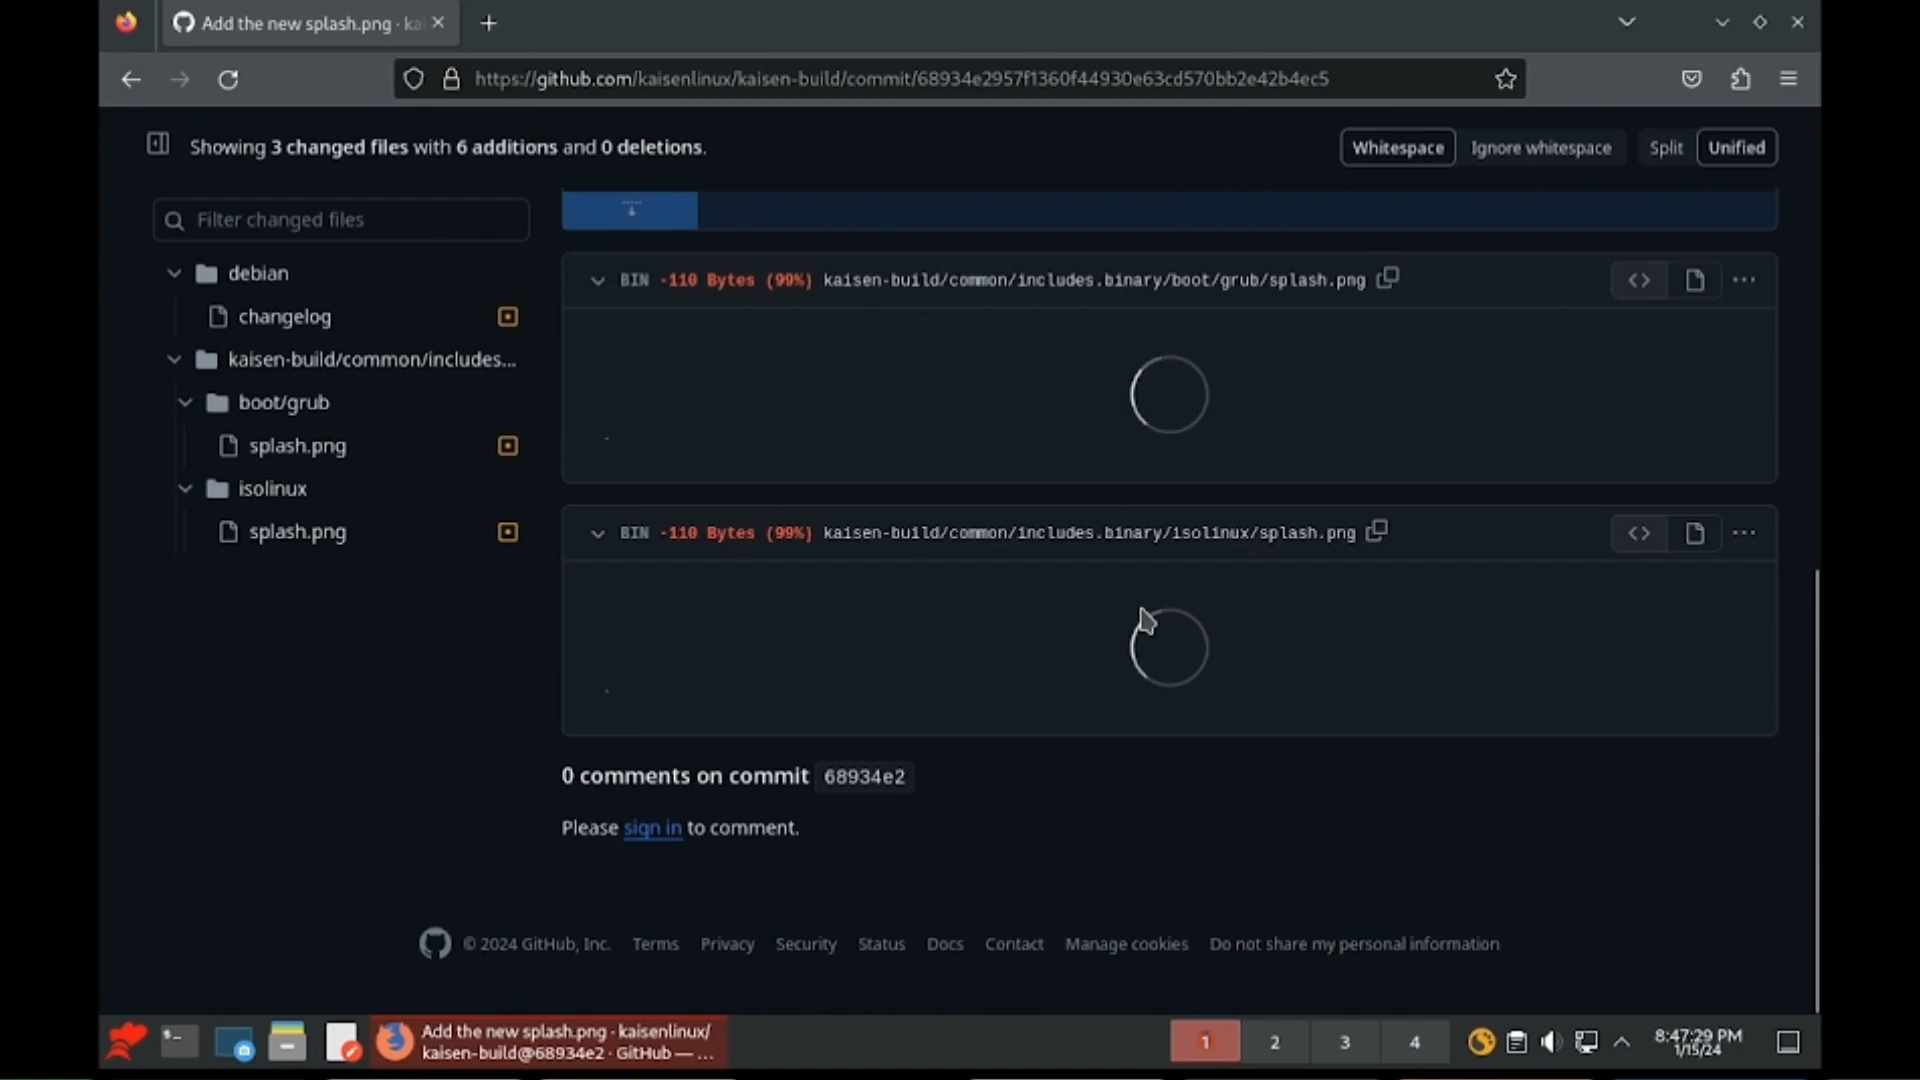 Add the new splash.png · ka
https://github.com/kaisenlinux/kaisen-build/commit/68934e2957f1360f44930e63cd570bb2e42b4ec5
Showing 3 changed files with 6 additions and 0 deletions.
Whitespace
Ignore whitespace
Split
Unified
Filter changed files
debian
changelog
kaisen-build/common/includes...
boot/grub
splash.png
isolinux
splash.png
BIN -110 Bytes (99%) kaisen-build/common/includes.binary/boot/grub/splash.png
BIN -110 Bytes (99%) kaisen-build/common/includes.binary/isolinux/splash.png
0 comments on commit 68934e2
Please sign in to comment.
© 2024 GitHub, Inc. Terms Privacy Security Status Docs Contact Manage cookies Do not share my personal information
Add the new splash.png · kaisenlinux/
kaisen-build@68934e2 · GitHub — ...
1 2 3 4
8:47:29 PM
1/15/24